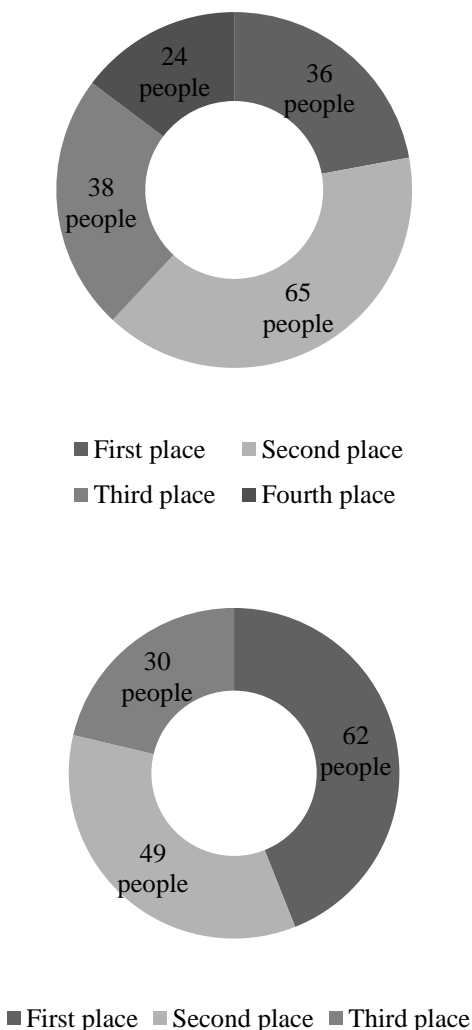 24
people
36
people
38
people
65
people
First place
Second place
Third place
Fourth place
30
people
62
people
49
people
First place
Second place
Third place